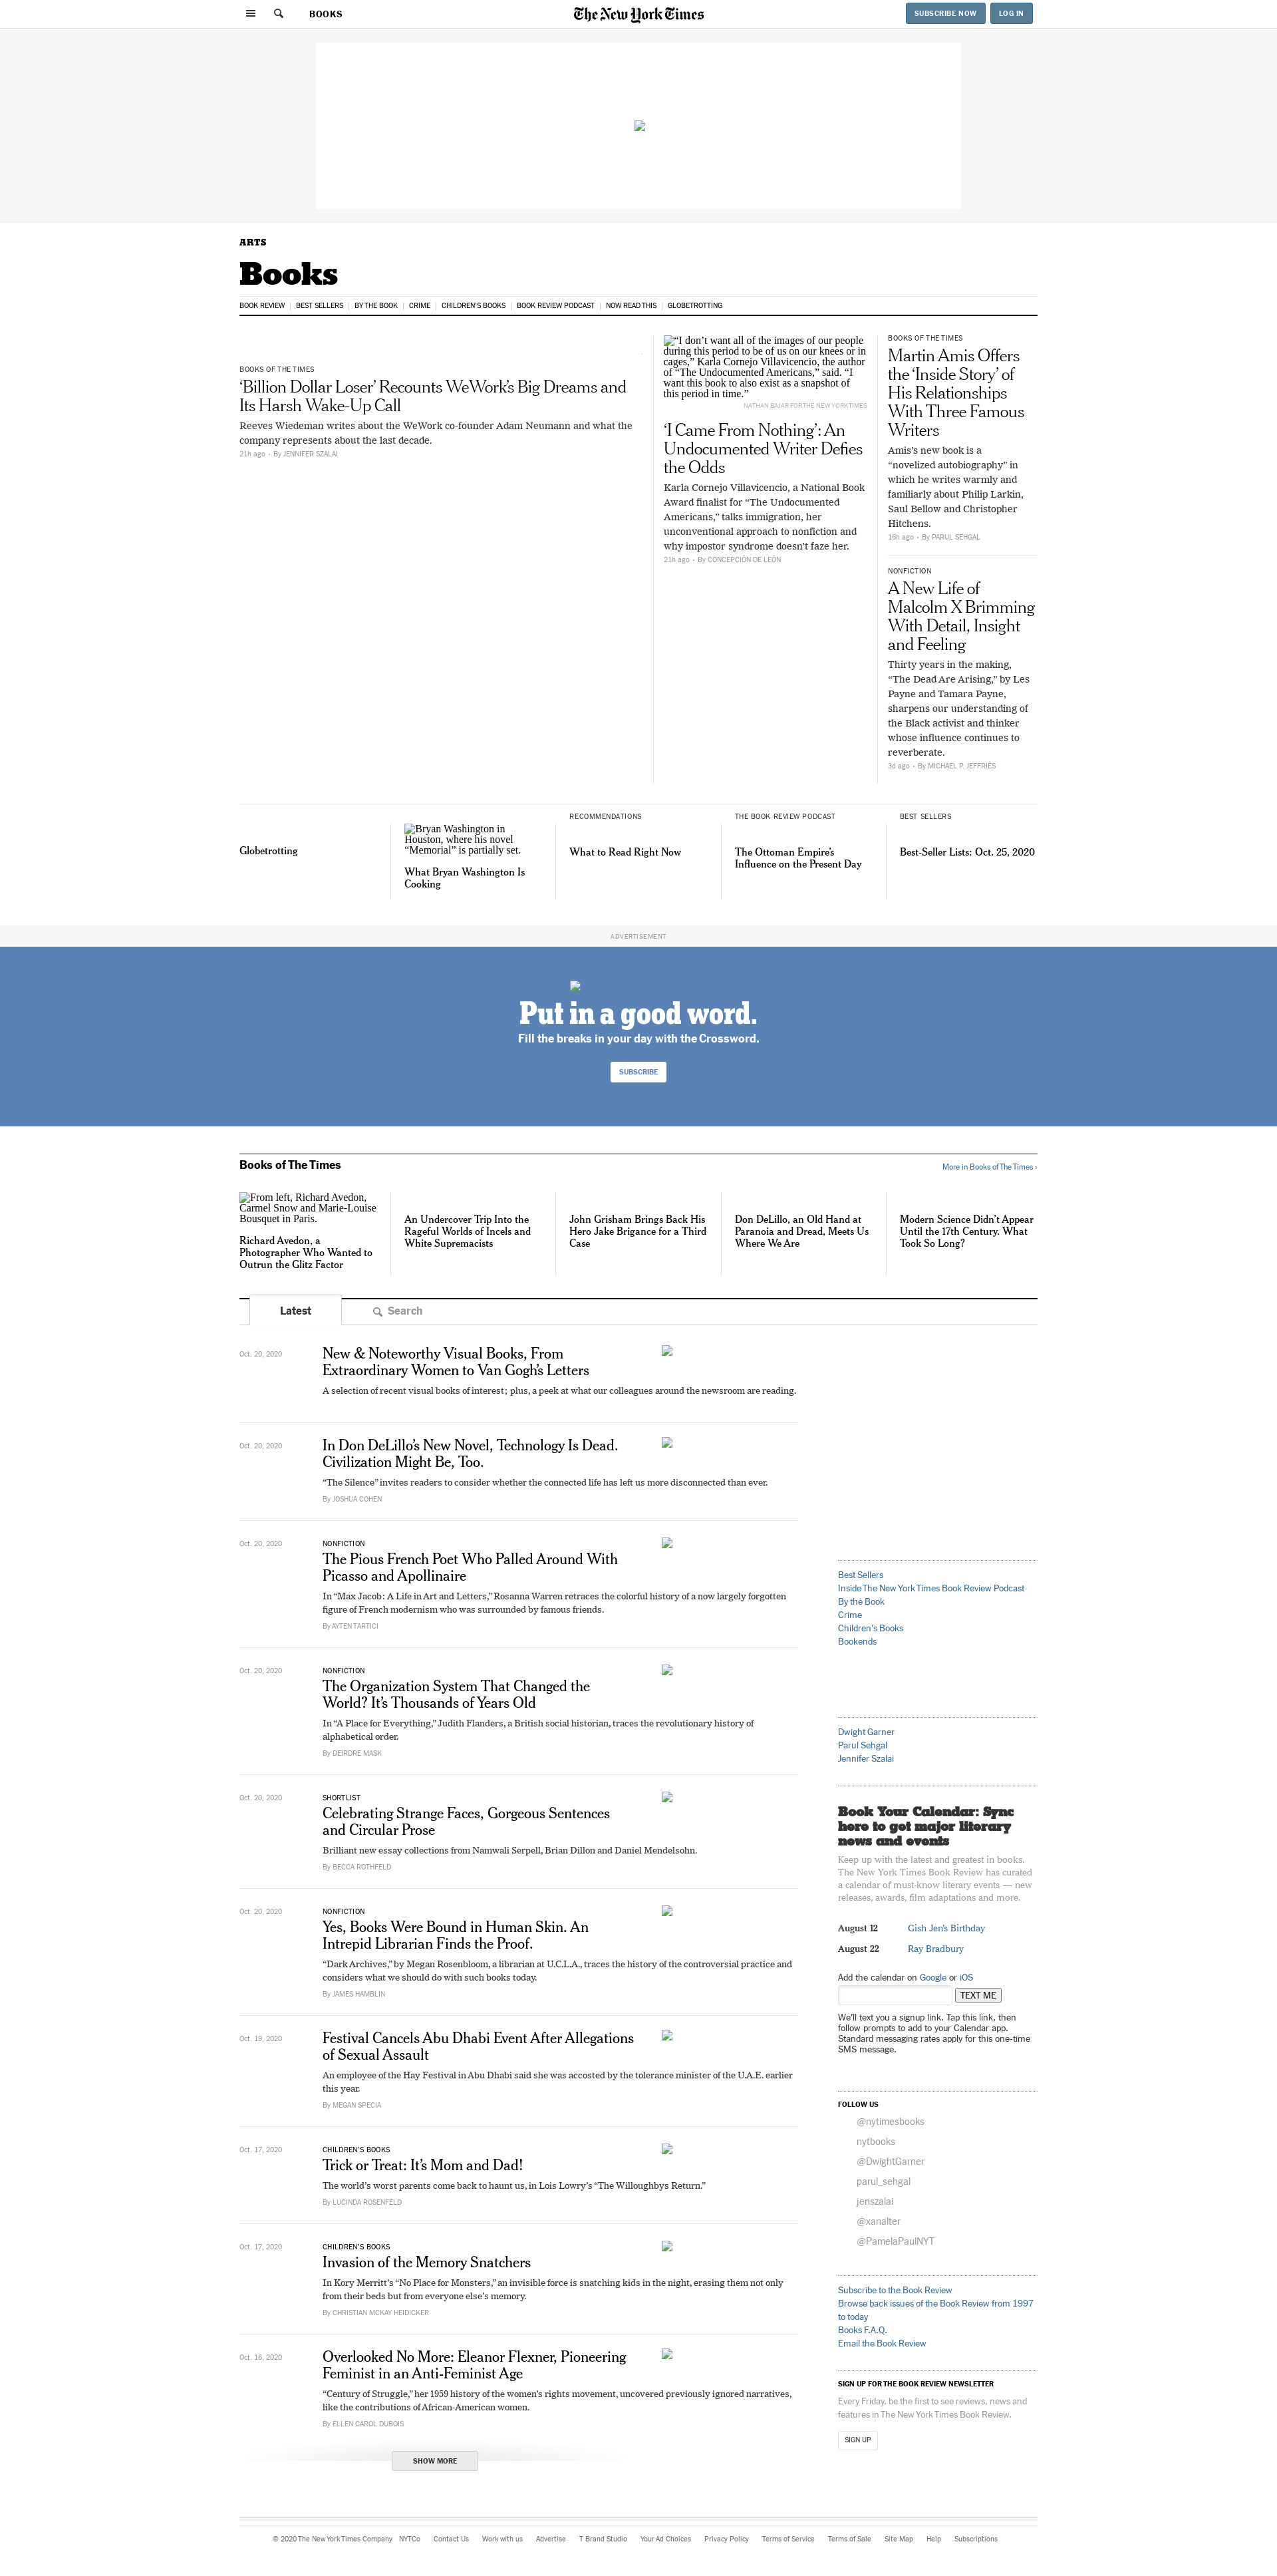 BOOKS
The New York Times
SUBSCRIBE NOW
LOG IN
ARTS
Books
BOOK REVIEW
BEST SELLERS
BY THE BOOK
CRIME
CHILDREN'S BOOKS
BOOK REVIEW PODCAST
NOW READ THIS
GLOBETROTTING
BOOKS OF THE TIMES
‘Billion Dollar Loser’ Recounts WeWork’s Big Dreams and
Its Harsh Wake-Up Call
Reeves Wiedeman writes about the WeWork co-founder Adam Neumann and what the
company represents about the last decade.
21h ago - By JENNIFER SZALAI
“I don’t want all of the images of our people
during this period to be of us on our knees or in
cages,” Karla Cornejo Villavicencio, the author
of “The Undocumented Americans,” said. “I
want this book to also exist as a snapshot of
this period in time.”
NATHAN BAJAR FOR THE NEW YORK TIMES
‘I Came From Nothing’: An
Undocumented Writer Defies
the Odds
Karla Cornejo Villavicencio, a National Book
Award finalist for “The Undocumented
Americans,” talks immigration, her
unconventional approach to nonfiction and
why impostor syndrome doesn’t faze her.
21h ago - By CONCEPCIÓN DE LEÓN
BOOKS OF THE TIMES
Martin Amis Offers
the ‘Inside Story’ of
His Relationships
With Three Famous
Writers
Amis’s new book is a
“novelized autobiography” in
which he writes warmly and
familiarly about Philip Larkin,
Saul Bellow and Christopher
Hitchens.
16h ago - By PARUL SEHGAL
NONFICTION
A New Life of
Malcolm X Brimming
With Detail, Insight
and Feeling
Thirty years in the making,
“The Dead Are Arising,” by Les
Payne and Tamara Payne,
sharpens our understanding of
the Black activist and thinker
whose influence continues to
reverberate.
3d ago - By MICHAEL P. JEFFRIES
Globetrotting
Bryan Washington in
Houston, where his novel
“Memorial” is partially set.
What Bryan Washington Is
Cooking
RECOMMENDATIONS
What to Read Right Now
THE BOOK REVIEW PODCAST
The Ottoman Empire’s
Influence on the Present Day
BEST SELLERS
Best-Seller Lists: Oct. 25, 2020
ADVERTISEMENT
Put in a good word.
Fill the breaks in your day with the Crossword.
SUBSCRIBE
Books of The Times
More in Books of The Times ›
From left, Richard Avedon,
Carmel Snow and Marie-Louise
Bousquet in Paris.
Richard Avedon, a
Photographer Who Wanted to
Outrun the Glitz Factor
An Undercover Trip Into the
Rageful Worlds of Incels and
White Supremacists
John Grisham Brings Back His
Hero Jake Brigance for a Third
Case
Don DeLillo, an Old Hand at
Paranoia and Dread, Meets Us
Where We Are
Modern Science Didn’t Appear
Until the 17th Century. What
Took So Long?
Latest
Search
Oct. 20, 2020
New & Noteworthy Visual Books, From
Extraordinary Women to Van Gogh’s Letters
A selection of recent visual books of interest; plus, a peek at what our colleagues around the newsroom are reading.
Oct. 20, 2020
In Don DeLillo’s New Novel, Technology Is Dead.
Civilization Might Be, Too.
“The Silence” invites readers to consider whether the connected life has left us more disconnected than ever.
By JOSHUA COHEN
Oct. 20, 2020
NONFICTION
The Pious French Poet Who Palled Around With
Picasso and Apollinaire
In “Max Jacob: A Life in Art and Letters,” Rosanna Warren retraces the colorful history of a now largely forgotten
figure of French modernism who was surrounded by famous friends.
By AYTEN TARTICI
Oct. 20, 2020
NONFICTION
The Organization System That Changed the
World? It’s Thousands of Years Old
In “A Place for Everything,” Judith Flanders, a British social historian, traces the revolutionary history of
alphabetical order.
By DEIRDRE MASK
Oct. 20, 2020
SHORTLIST
Celebrating Strange Faces, Gorgeous Sentences
and Circular Prose
Brilliant new essay collections from Namwali Serpell, Brian Dillon and Daniel Mendelsohn.
By BECCA ROTHFELD
Oct. 20, 2020
NONFICTION
Yes, Books Were Bound in Human Skin. An
Intrepid Librarian Finds the Proof.
“Dark Archives,” by Megan Rosenbloom, a librarian at U.C.L.A., traces the history of the controversial practice and
considers what we should do with such books today.
By JAMES HAMBLIN
Oct. 19, 2020
Festival Cancels Abu Dhabi Event After Allegations
of Sexual Assault
An employee of the Hay Festival in Abu Dhabi said she was accosted by the tolerance minister of the U.A.E. earlier
this year.
By MEGAN SPECIA
Oct. 17, 2020
CHILDREN’S BOOKS
Trick or Treat: It’s Mom and Dad!
The world’s worst parents come back to haunt us, in Lois Lowry’s “The Willoughbys Return.”
By LUCINDA ROSENFELD
Oct. 17, 2020
CHILDREN’S BOOKS
Invasion of the Memory Snatchers
In Kory Merritt’s “No Place for Monsters,” an invisible force is snatching kids in the night, erasing them not only
from their beds but from everyone else’s memory.
By CHRISTIAN MCKAY HEIDICKER
Oct. 16, 2020
Overlooked No More: Eleanor Flexner, Pioneering
Feminist in an Anti-Feminist Age
“Century of Struggle,” her 1959 history of the women’s rights movement, uncovered previously ignored narratives,
like the contributions of African-American women.
By ELLEN CAROL DUBOIS
SHOW MORE
Best Sellers
Inside The New York Times Book Review Podcast
By the Book
Crime
Children's Books
Bookends
Dwight Garner
Parul Sehgal
Jennifer Szalai
Book Your Calendar: Sync
here to get major literary
news and events
Keep up with the latest and greatest in books.
The New York Times Book Review has curated
a calendar of must-know literary events — new
releases, awards, film adaptations and more.
August 12 Gish Jen’s Birthday
August 22 Ray Bradbury
Add the calendar on Google or iOS
TEXT ME
We’ll text you a signup link. Tap this link, then
follow prompts to add to your Calendar app.
Standard messaging rates apply for this one-time
SMS message.
FOLLOW US
@nytimesbooks
nytbooks
@DwightGarner
parul_sehgal
jenszalai
@xanalter
@PamelaPaulNYT
Subscribe to the Book Review
Browse back issues of the Book Review from 1997
to today
Books F.A.Q.
Email the Book Review
SIGN UP FOR THE BOOK REVIEW NEWSLETTER
Every Friday, be the first to see reviews, news and
features in The New York Times Book Review.
SIGN UP
© 2020 The New York Times Company NYTCo Contact Us Work with us Advertise T Brand Studio Your Ad Choices Privacy Policy Terms of Service Terms of Sale Site Map Help Subscriptions